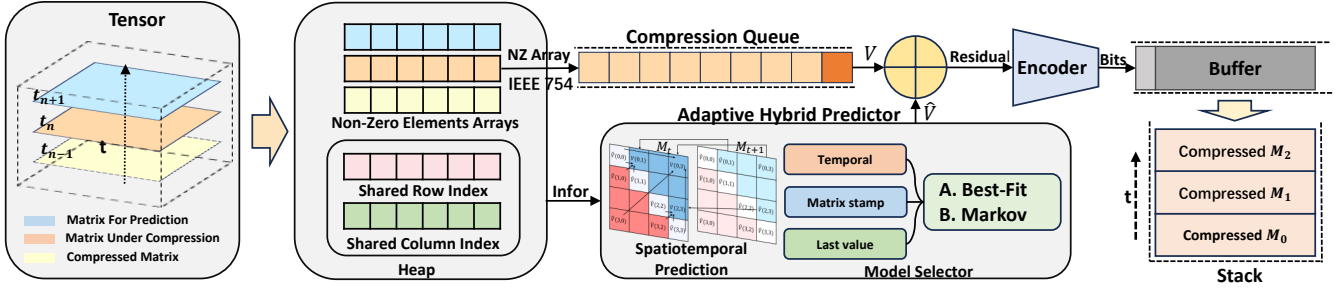 Tensor
t_{n+1}
t_n
t_{n-1}
t
Matrix For Prediction
Matrix Under Compression
Compressed Matrix
Non-Zero Elements Arrays
Shared Row Index
Shared Column Index
Heap
NZ Array
IEEE 754
Infor
Compression Queue
V
V̂
Residual
Encoder
Bits
Buffer
Adaptive Hybrid Predictor
M_t
M_{t+1}
Spatiotemporal
Prediction
Temporal
Matrix stamp
Last value
A. Best-Fit
B. Markov
Model Selector
t
Compressed M_2
Compressed M_1
Compressed M_0
Stack